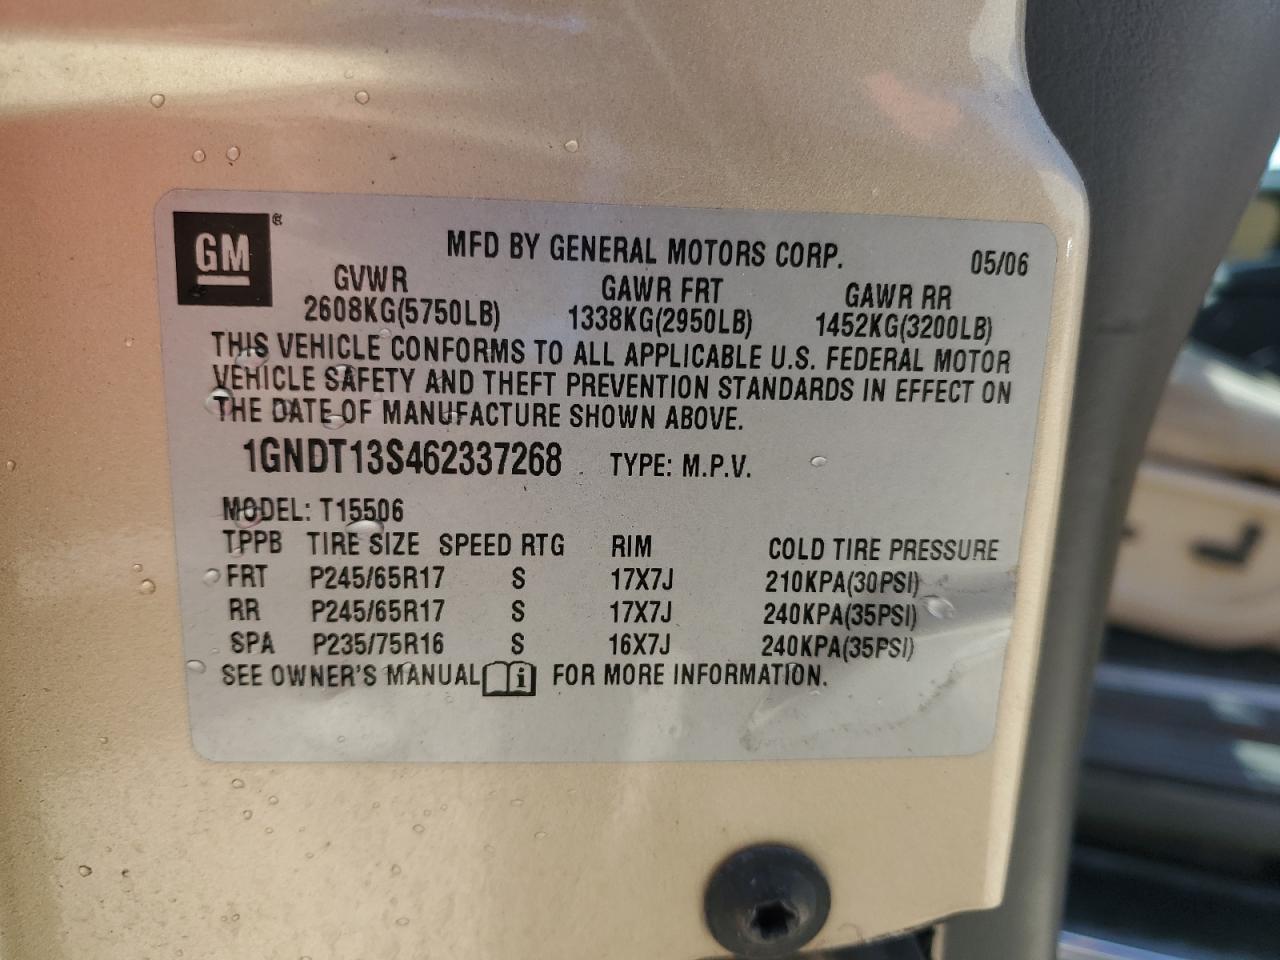 GM®
MFD BY GENERAL MOTORS CORP. 05/06
GVWR GAWR FRT GAWR RR
2608KG(5750LB) 1338KG(2950LB) 1452KG(3200LB)
THIS VEHICLE CONFORMS TO ALL APPLICABLE U.S. FEDERAL MOTOR
VEHICLE SAFETY AND THEFT PREVENTION STANDARDS IN EFFECT ON
THE DATE OF MANUFACTURE SHOWN ABOVE.
1GNDT13S462337268 TYPE: M.P.V.
MODEL: T15506
TPPB TIRE SIZE SPEED RTG RIM COLD TIRE PRESSURE
FRT P245/65R17 S 17X7J 210KPA(30PSI)
RR P245/65R17 S 17X7J 240KPA(35PSI)
SPA P235/75R16 S 16X7J 240KPA(35PSI)
SEE OWNER'S MANUAL i FOR MORE INFORMATION.